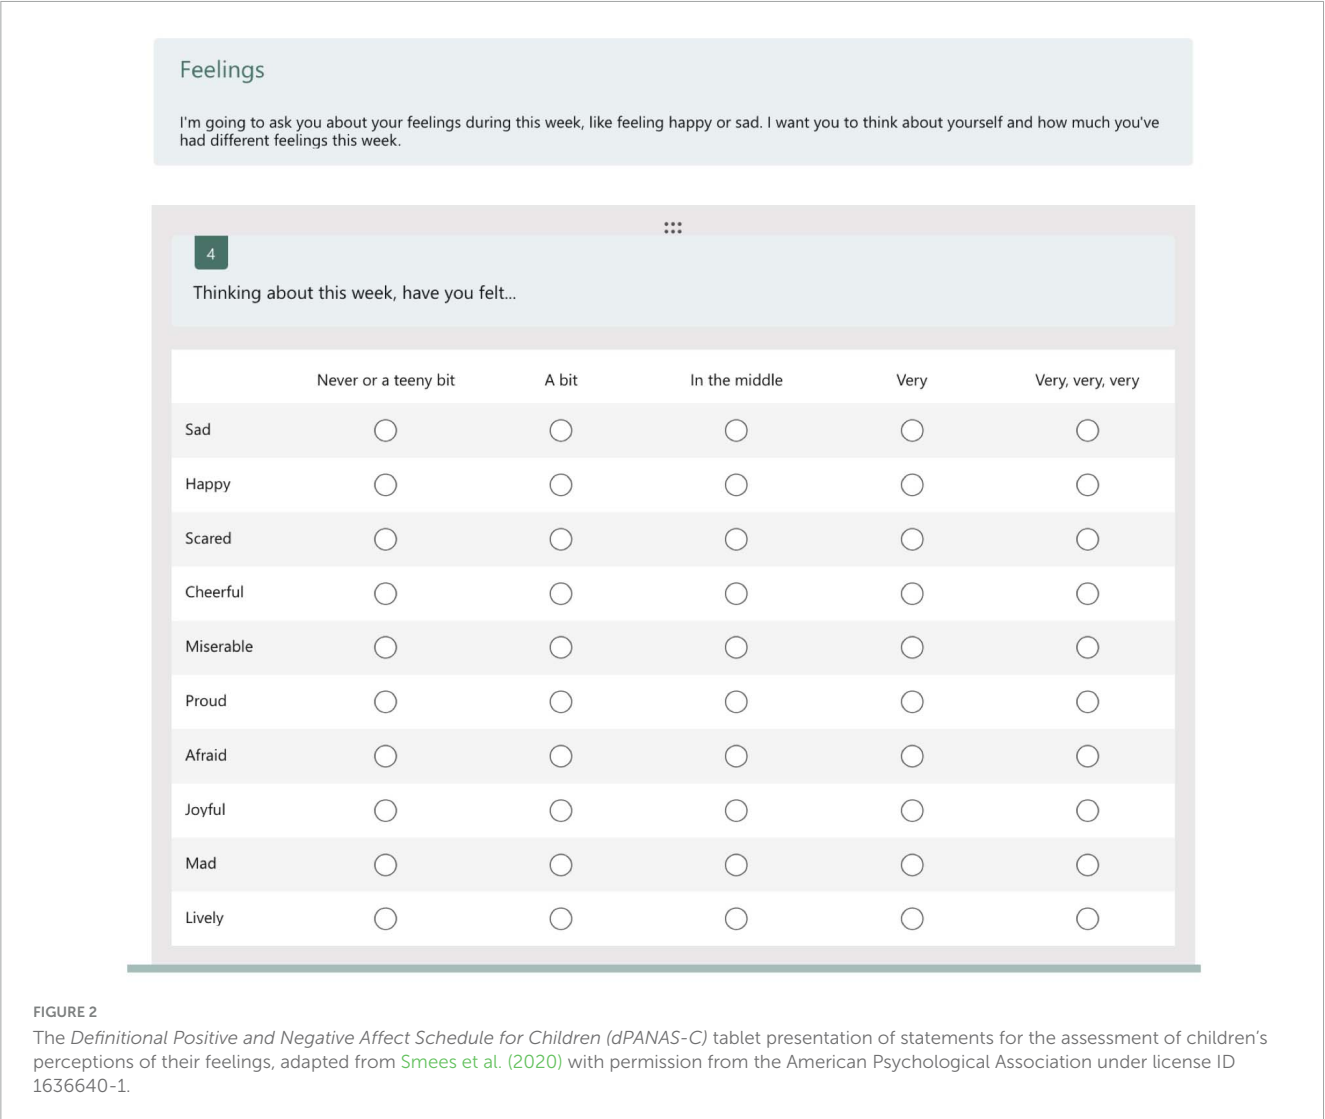 Feelings
I'm going to ask you about your feelings during this week, like feeling happy or sad. I want you to think about yourself and how much you've
had different feelings this week.
4
Thinking about this week, have you felt...
Never or a teeny bit A bit In the middle Very Very, very, very
Sad
Happy
Scared
Cheerful
Miserable
Proud
Afraid
Joyful
Mad
Lively
FIGURE 2
The Definitional Positive and Negative Affect Schedule for Children (dPANAS-C) tablet presentation of statements for the assessment of children's
perceptions of their feelings, adapted from Smees et al. (2020) with permission from the American Psychological Association under license ID
1636640-1.